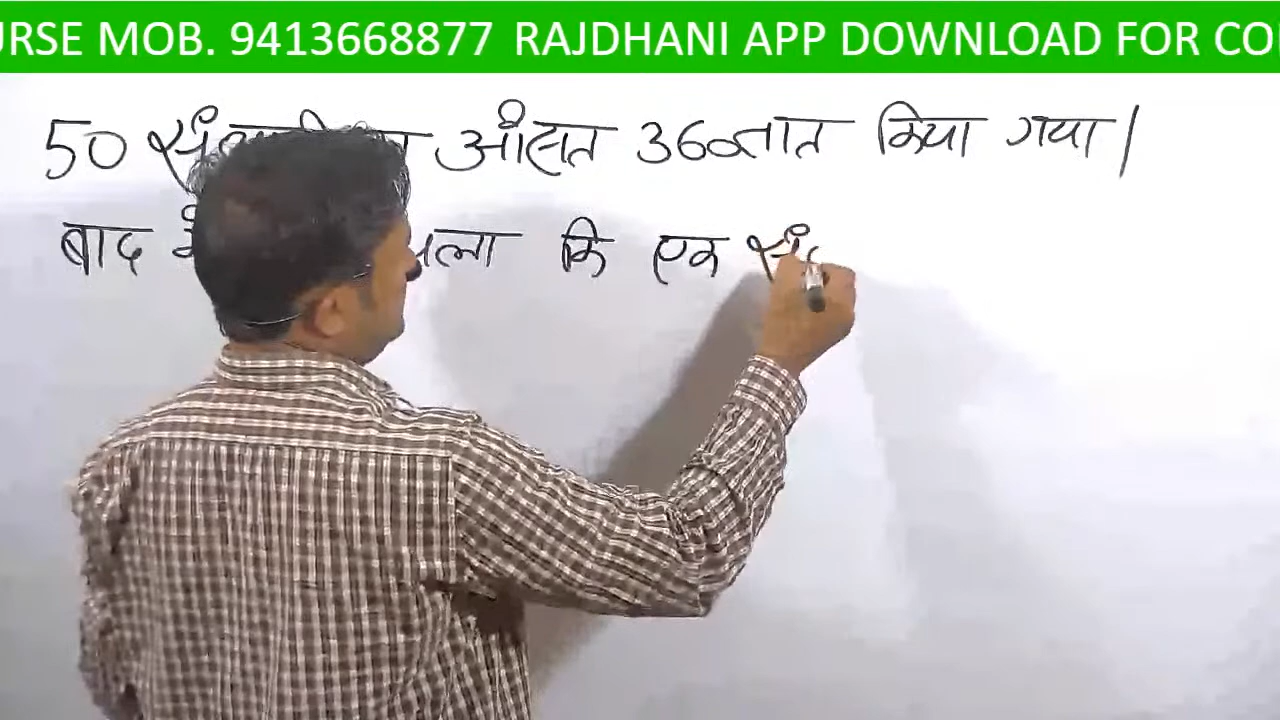 URSE MOB. 9413668877 RAJDHANI APP DOWNLOAD FOR CO
50 औसत 36 ज्ञात किया गया।
बाद कि एक